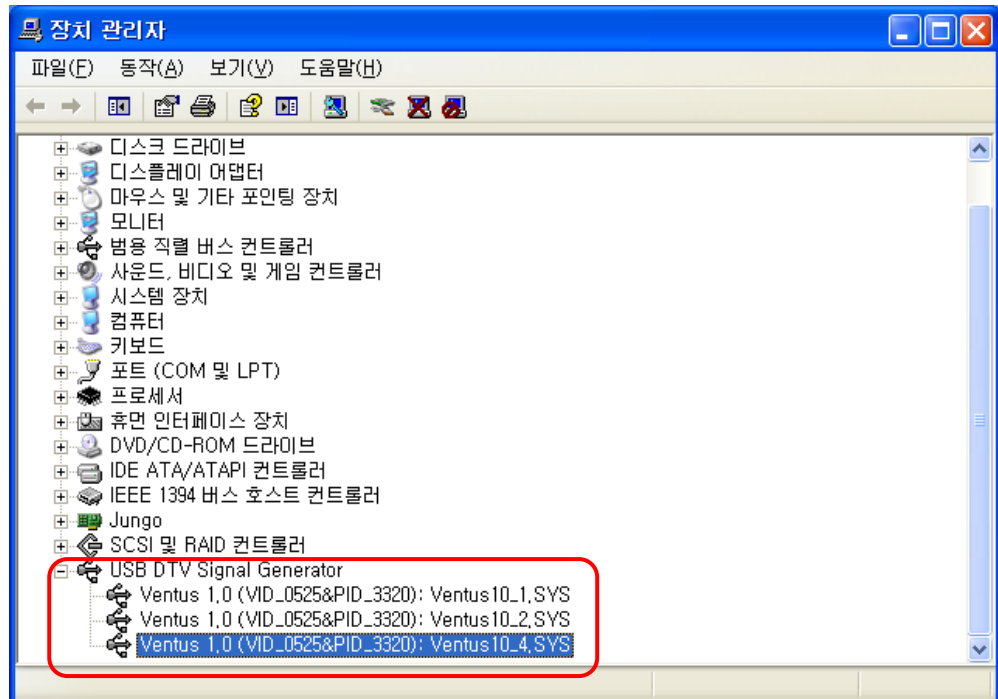 장치 관리자
파일(F) 동작(A) 보기(V) 도움말(H)
디스크 드라이브
디스플레이 어댑터
마우스 및 기타 포인팅 장치
모니터
범용 직렬 버스 컨트롤러
사운드, 비디오 및 게임 컨트롤러
시스템 장치
컴퓨터
키보드
포트 (COM 및 LPT)
프로세서
휴먼 인터페이스 장치
DVD/CD-ROM 드라이브
IDE ATA/ATAPI 컨트롤러
IEEE 1394 버스 호스트 컨트롤러
Jungo
SCSI 및 RAID 컨트롤러
USB DTV Signal Generator
Ventus 1.0 (VID_0525&PID_3320): Ventus10_1.SYS
Ventus 1.0 (VID_0525&PID_3320): Ventus10_2.SYS
Ventus 1.0 (VID_0525&PID_3320): Ventus10_4.SYS